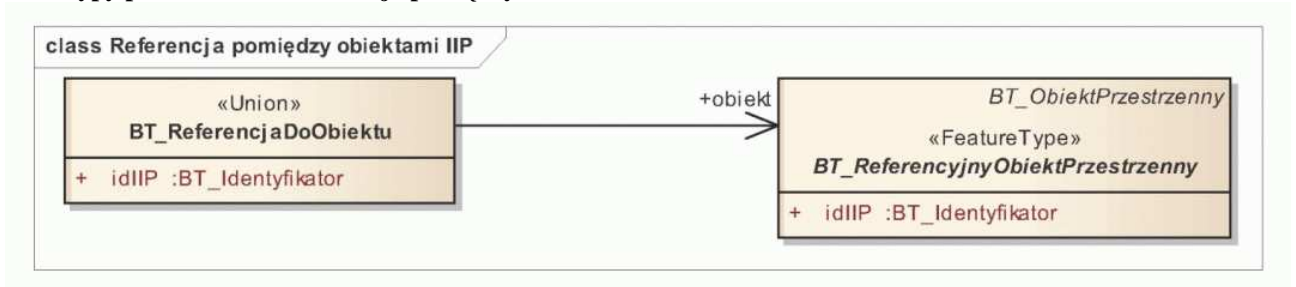 class Referencja pomiędzy obiektami IIP
«Union»
BT_ReferencjaDoObiektu
+ idIIP :BT_Identyfikator
+obiekt
BT_ObiektPrzestrzenny
«FeatureType»
BT_ReferencyjnyObiektPrzestrzenny
+ idIIP :BT_Identyfikator